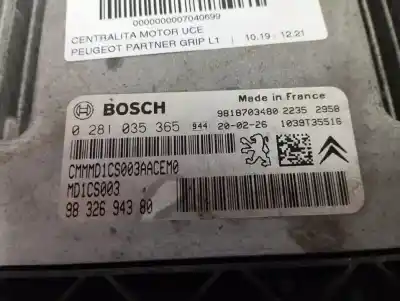 0000000007040699
CENTRALITA MOTOR UCE
PEUGEOT PARTNER GRIP L1 | 10.19 : 12.21
BOSCH
Made in France
9818703480 2235 2958
0 281 035 365 944 20-02-26 1039T35516
CMMMD1CS003AACEM0
MD1CS003
98 326 943 80